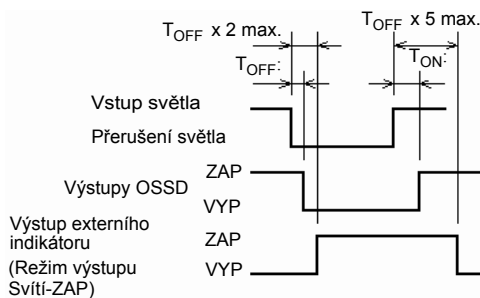 T_OFF x 2 max.
T_OFF x 5 max.
T_OFF:
T_ON:
Vstup světla
Přerušení světla
Výstupy OSSD
ZAP
VYP
Výstup externího
indikátoru
(Režim výstupu
Svítí-ZAP)
ZAP
VYP